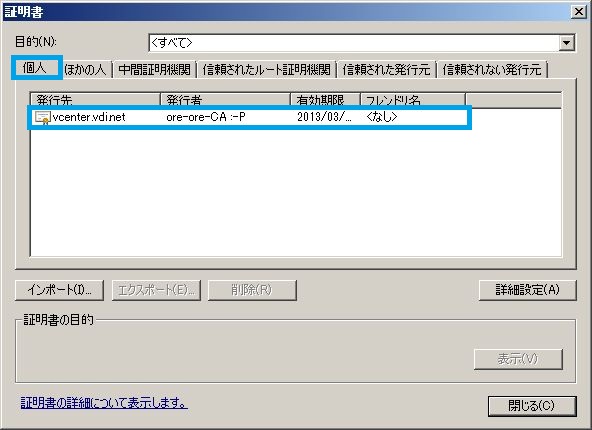 証明書
目的(N): <すべて>
個人 ほかの人 中間証明機関 信頼されたルート証明機関 信頼された発行元 信頼されない発行元
発行先 発行者 有効期限 フレンドリ名
vcenter.vdi.net ore-ore-CA :-P 2013/03/... <なし>
インポート(I)... エクスポート(E)... 削除(R) 詳細設定(A)
証明書の目的
表示(V)
証明書の詳細について表示します。
閉じる(C)